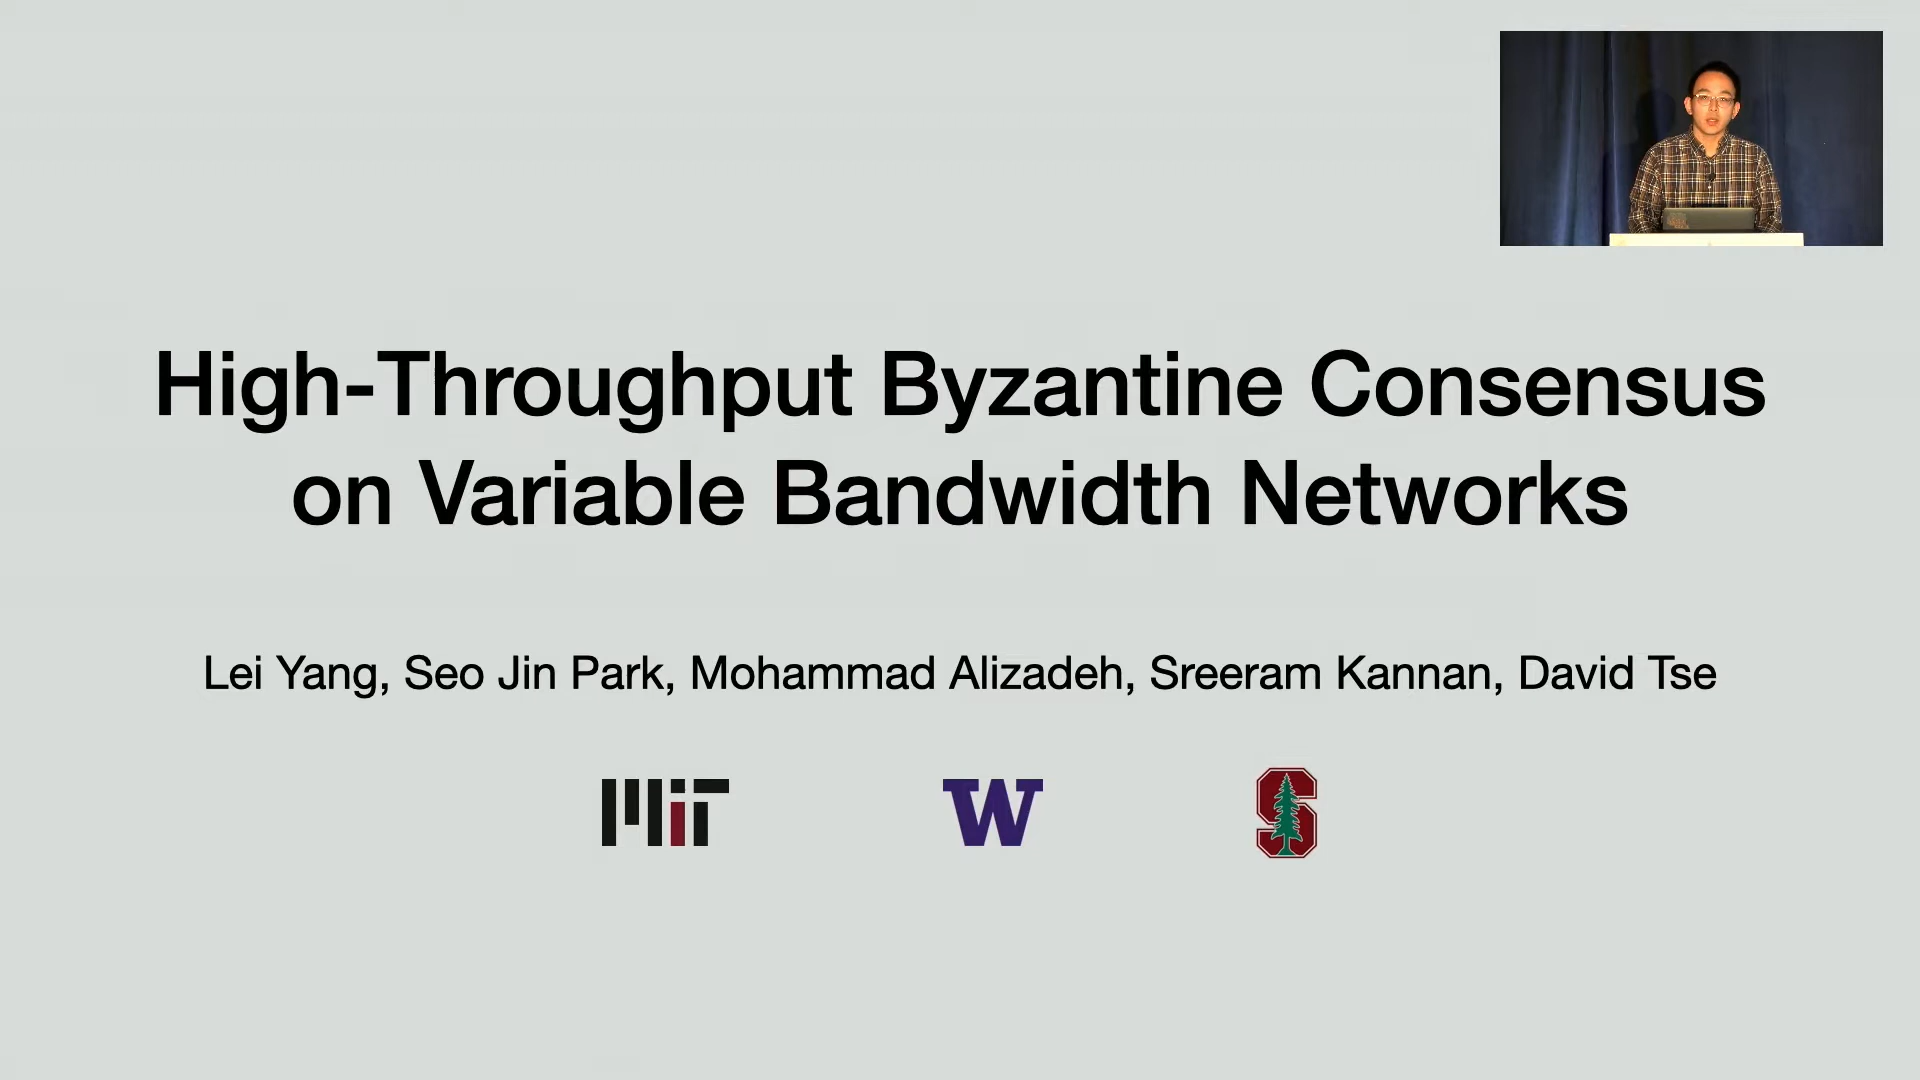 High-Throughput Byzantine Consensus
on Variable Bandwidth Networks
Lei Yang, Seo Jin Park, Mohammad Alizadeh, Sreeram Kannan, David Tse
MIT
W
S